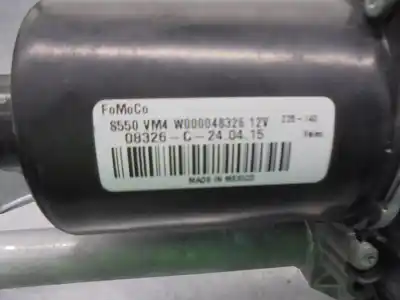 FoMoCo
S550 VM4 W000048326 12V
08326-C-24.04.15
MADE IN MEXICO